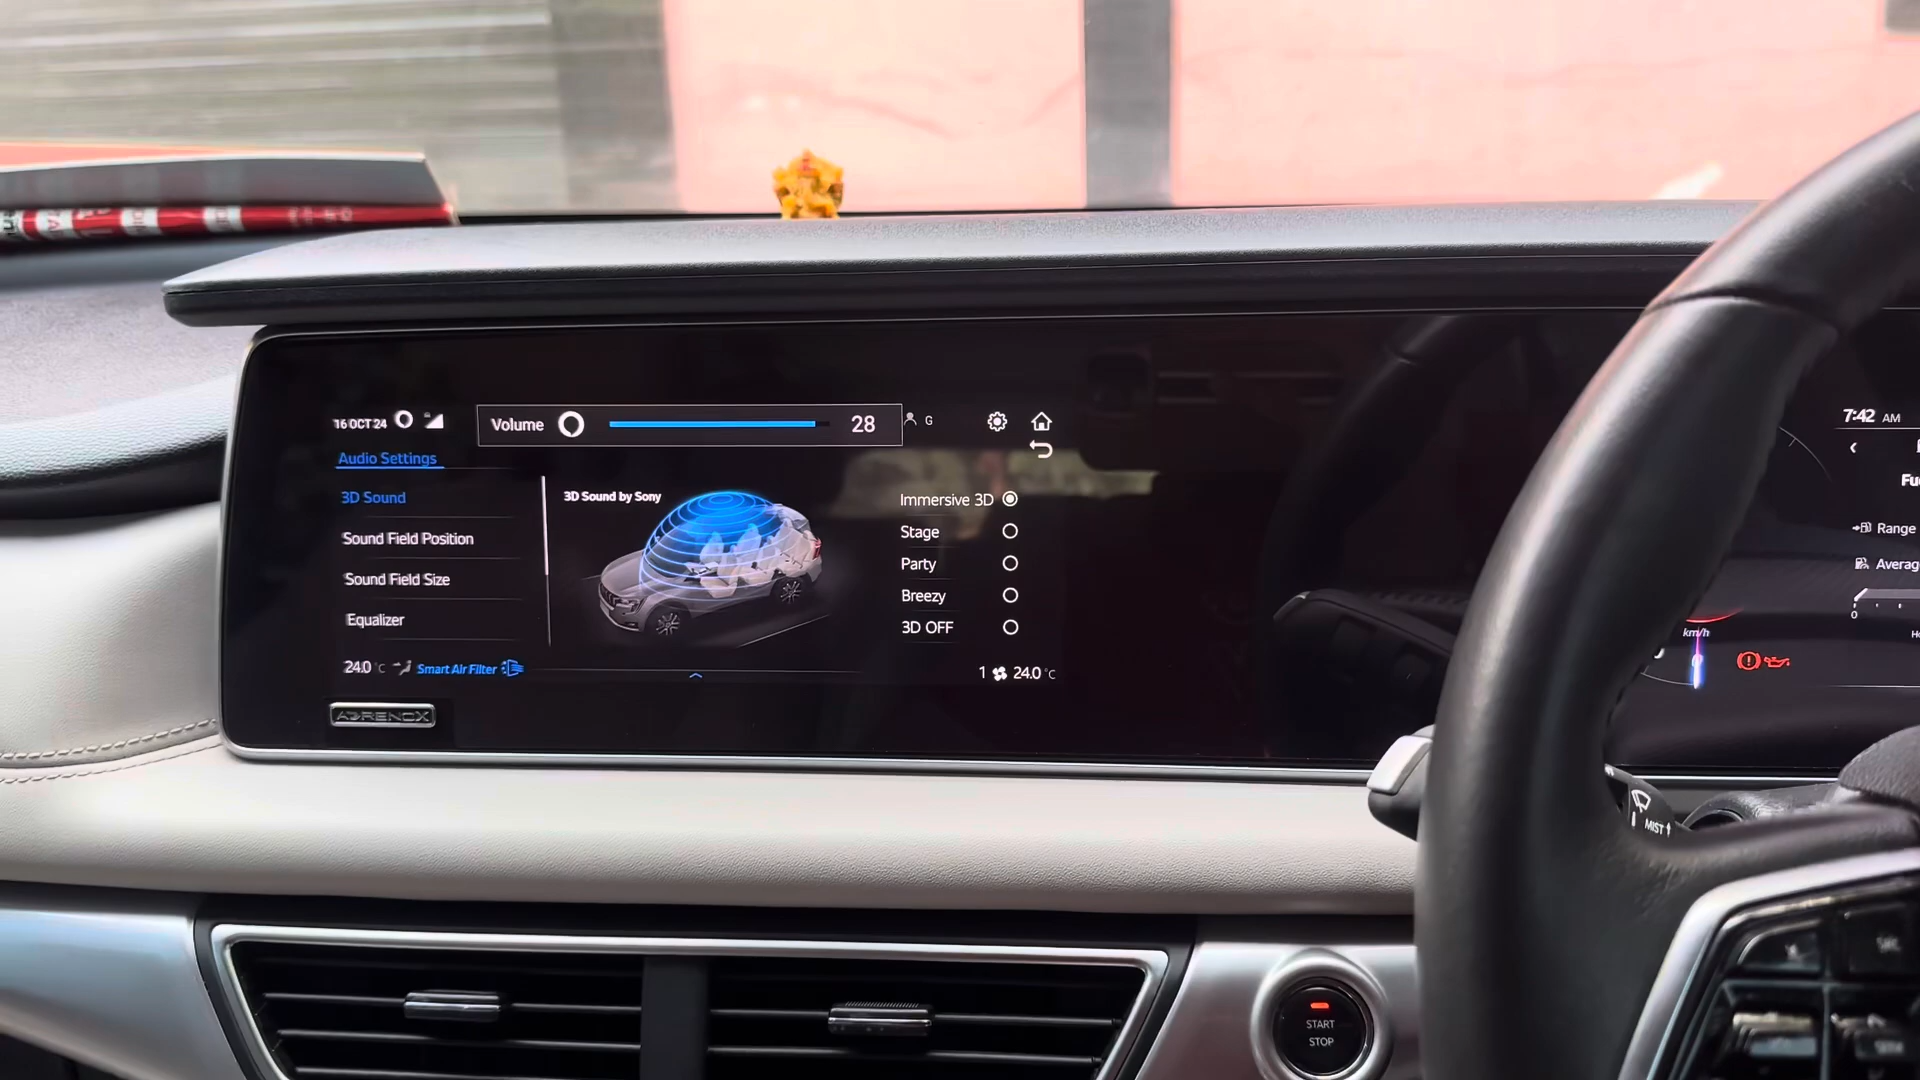 16 OCT 24
Volume
28
G
Audio Settings
3D Sound
Sound Field Position
Sound Field Size
Equalizer
3D Sound by Sony
Immersive 3D
Stage
Party
Breezy
3D OFF
24.0°C
Smart Air Filter
1
24.0°C
ADRENOX
7:42 AM
Range
0
km/h
MIST
START
STOP